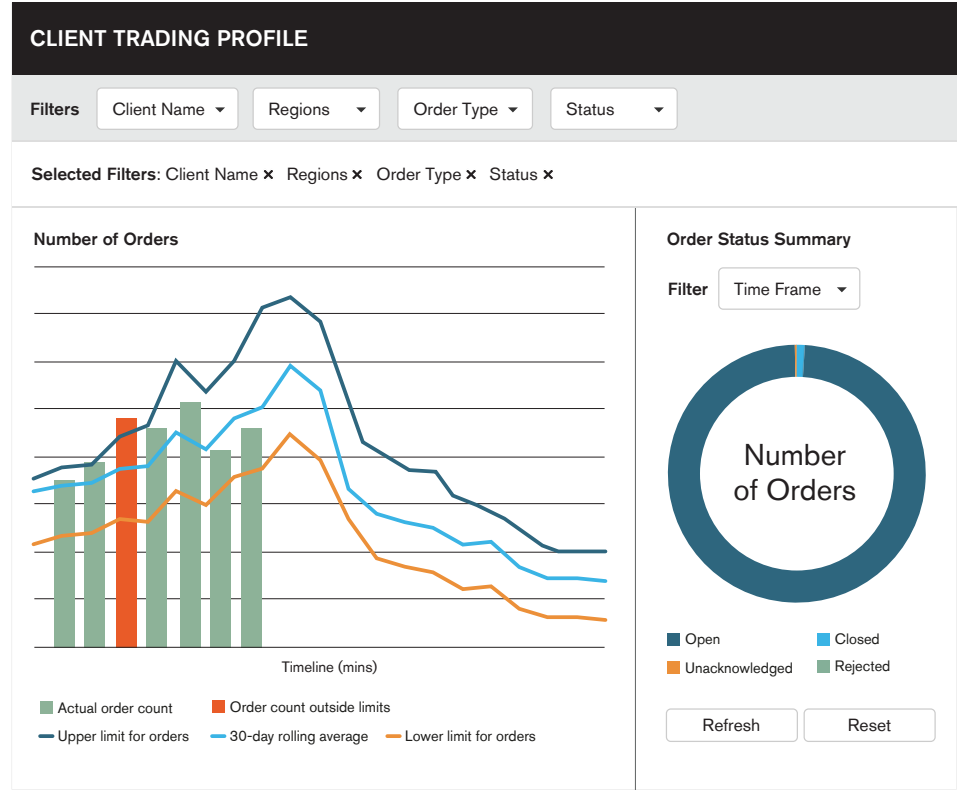 CLIENT TRADING PROFILE
Filters Client Name Regions Order Type Status
Selected Filters: Client Name × Regions × Order Type × Status ×
Number of Orders
Timeline (mins)
Actual order count Order count outside limits
Upper limit for orders 30-day rolling average Lower limit for orders
Order Status Summary
Filter Time Frame
Number
of Orders
Open Closed
Unacknowledged Rejected
Refresh Reset